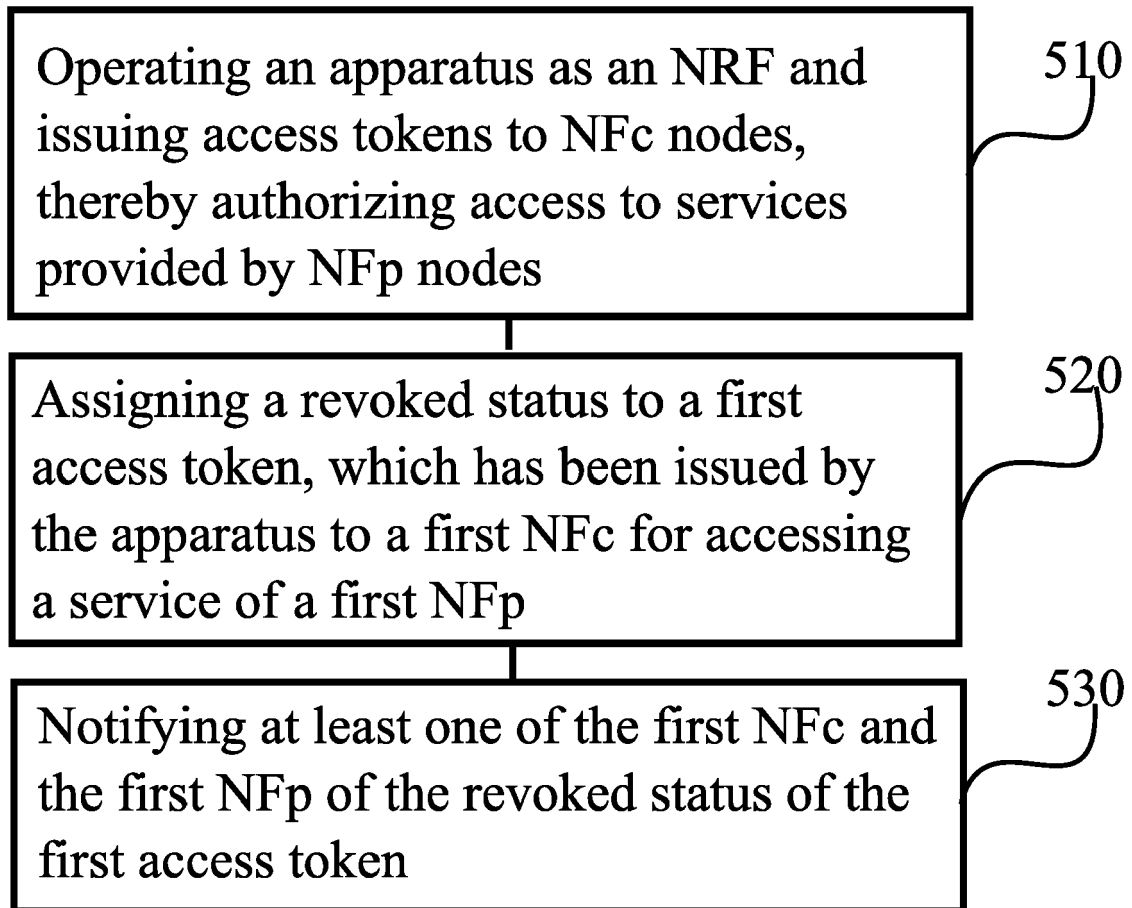 Operating an apparatus as an NRF and
issuing access tokens to NFc nodes,
thereby authorizing access to services
provided by NFp nodes
510
Assigning a revoked status to a first
access token, which has been issued by
the apparatus to a first NFc for accessing
a service of a first NFp
520
Notifying at least one of the first NFc and
the first NFp of the revoked status of the
first access token
530